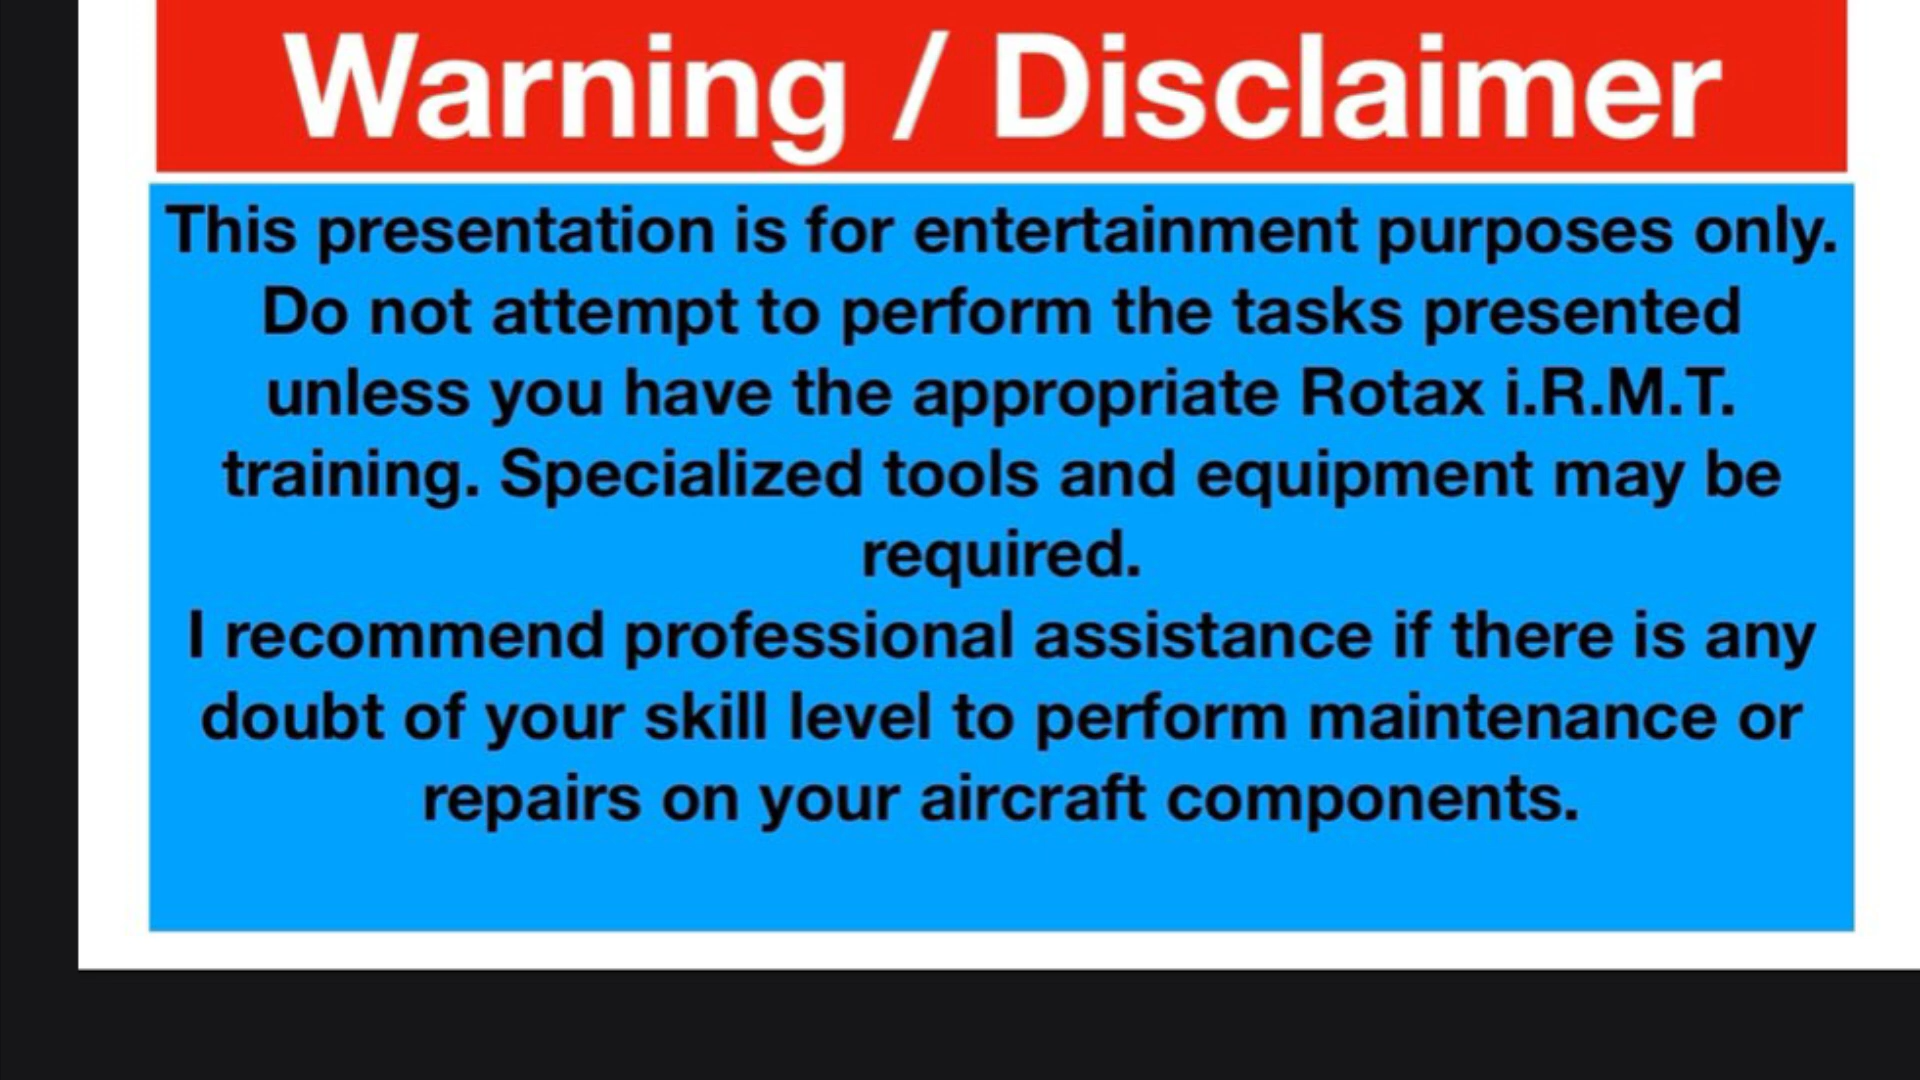 Warning / Disclaimer
This presentation is for entertainment purposes only.
Do not attempt to perform the tasks presented
unless you have the appropriate Rotax i.R.M.T.
training. Specialized tools and equipment may be
required.
I recommend professional assistance if there is any
doubt of your skill level to perform maintenance or
repairs on your aircraft components.